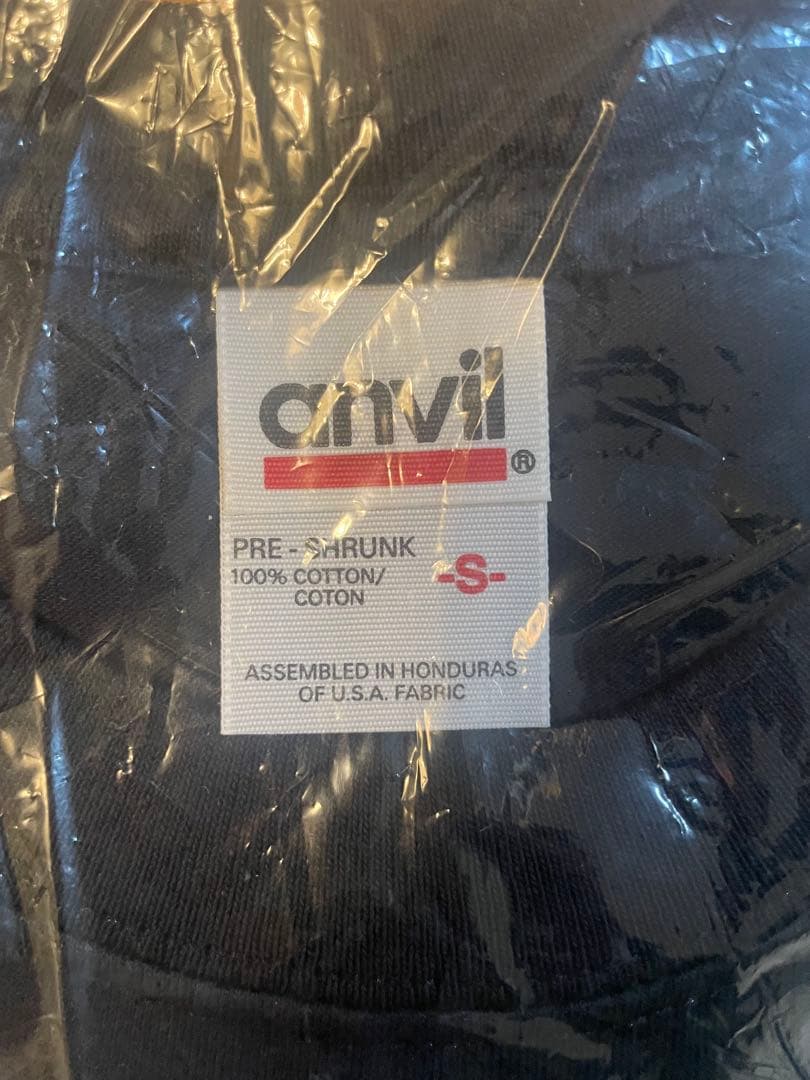 anvil®
PRE - SHRUNK
100% COTTON/
COTON
-S-
ASSEMBLED IN HONDURAS
OF U.S.A. FABRIC